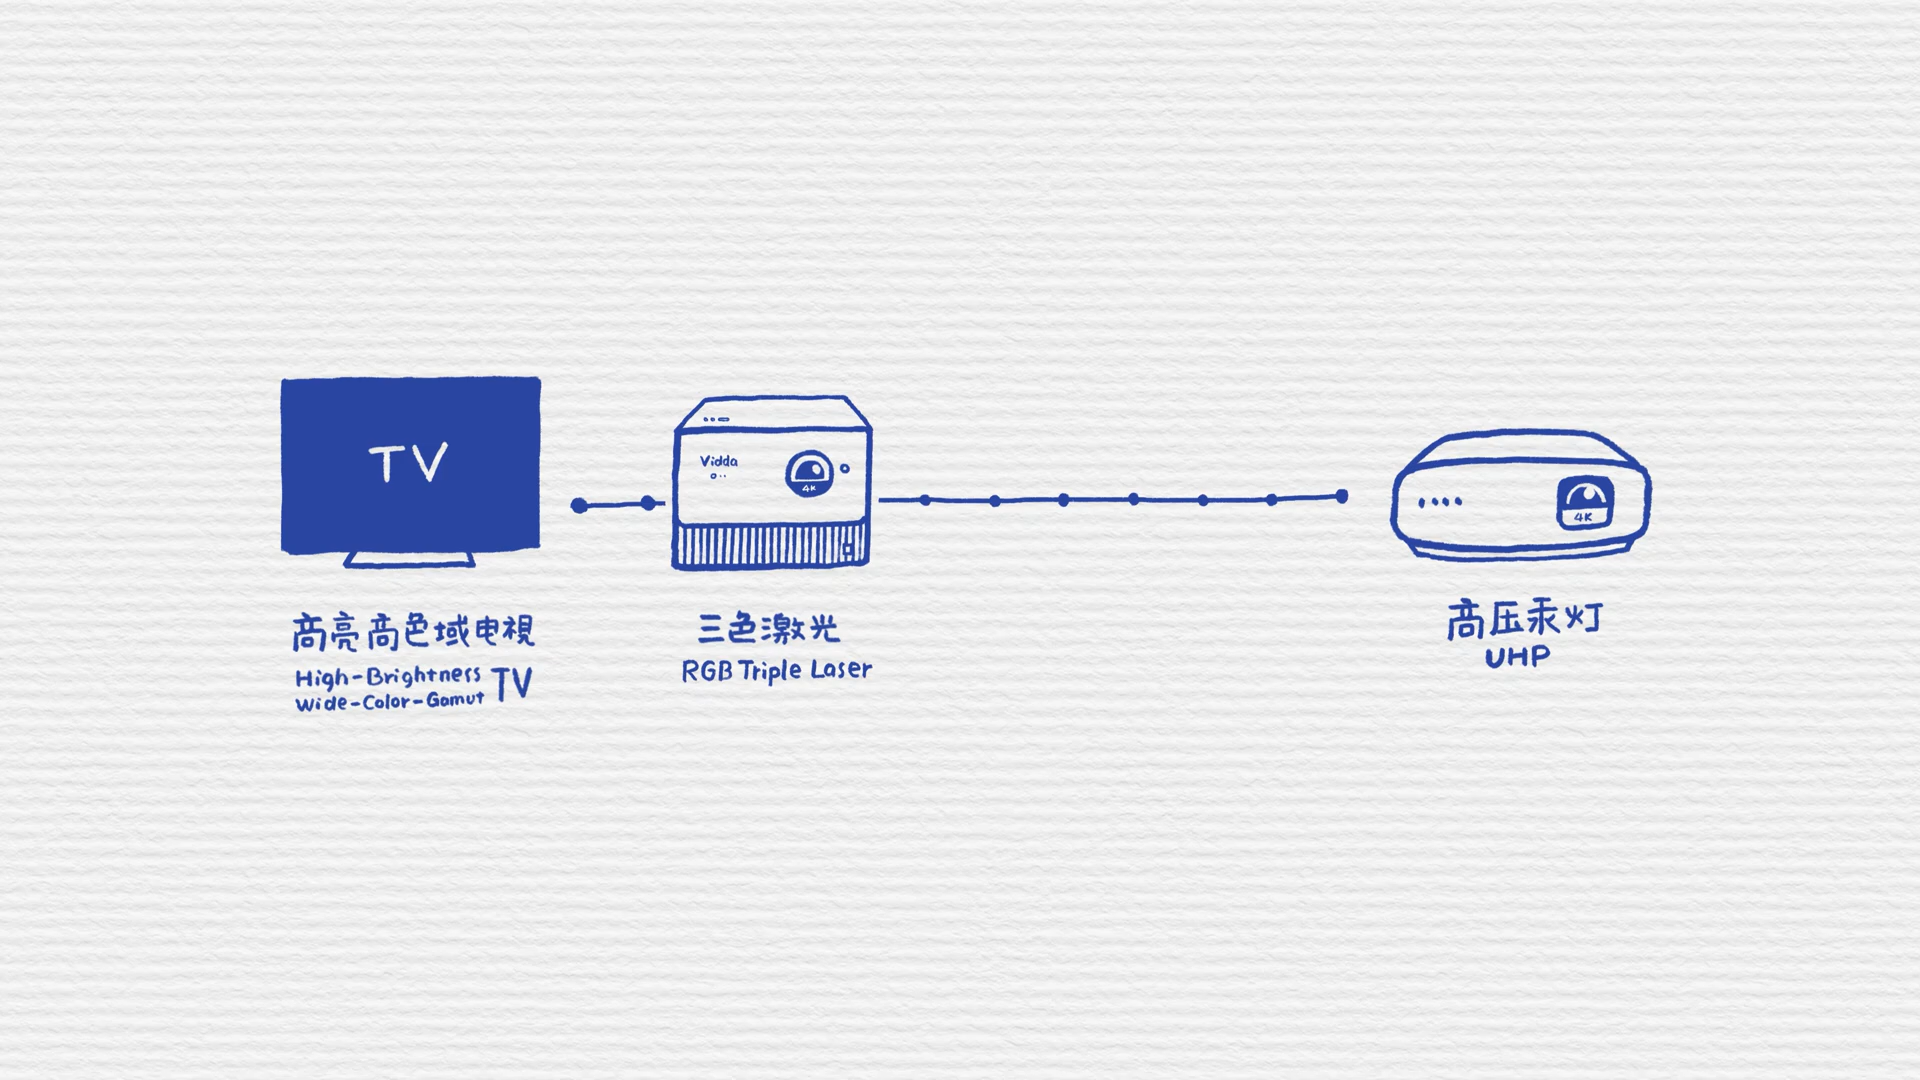 TV
高亮高色域电視
High-Brightness
Wide-Color-Gamut TV
Vidda
4K
三色激光
RGB Triple Laser
4K
高压汞灯
UHP